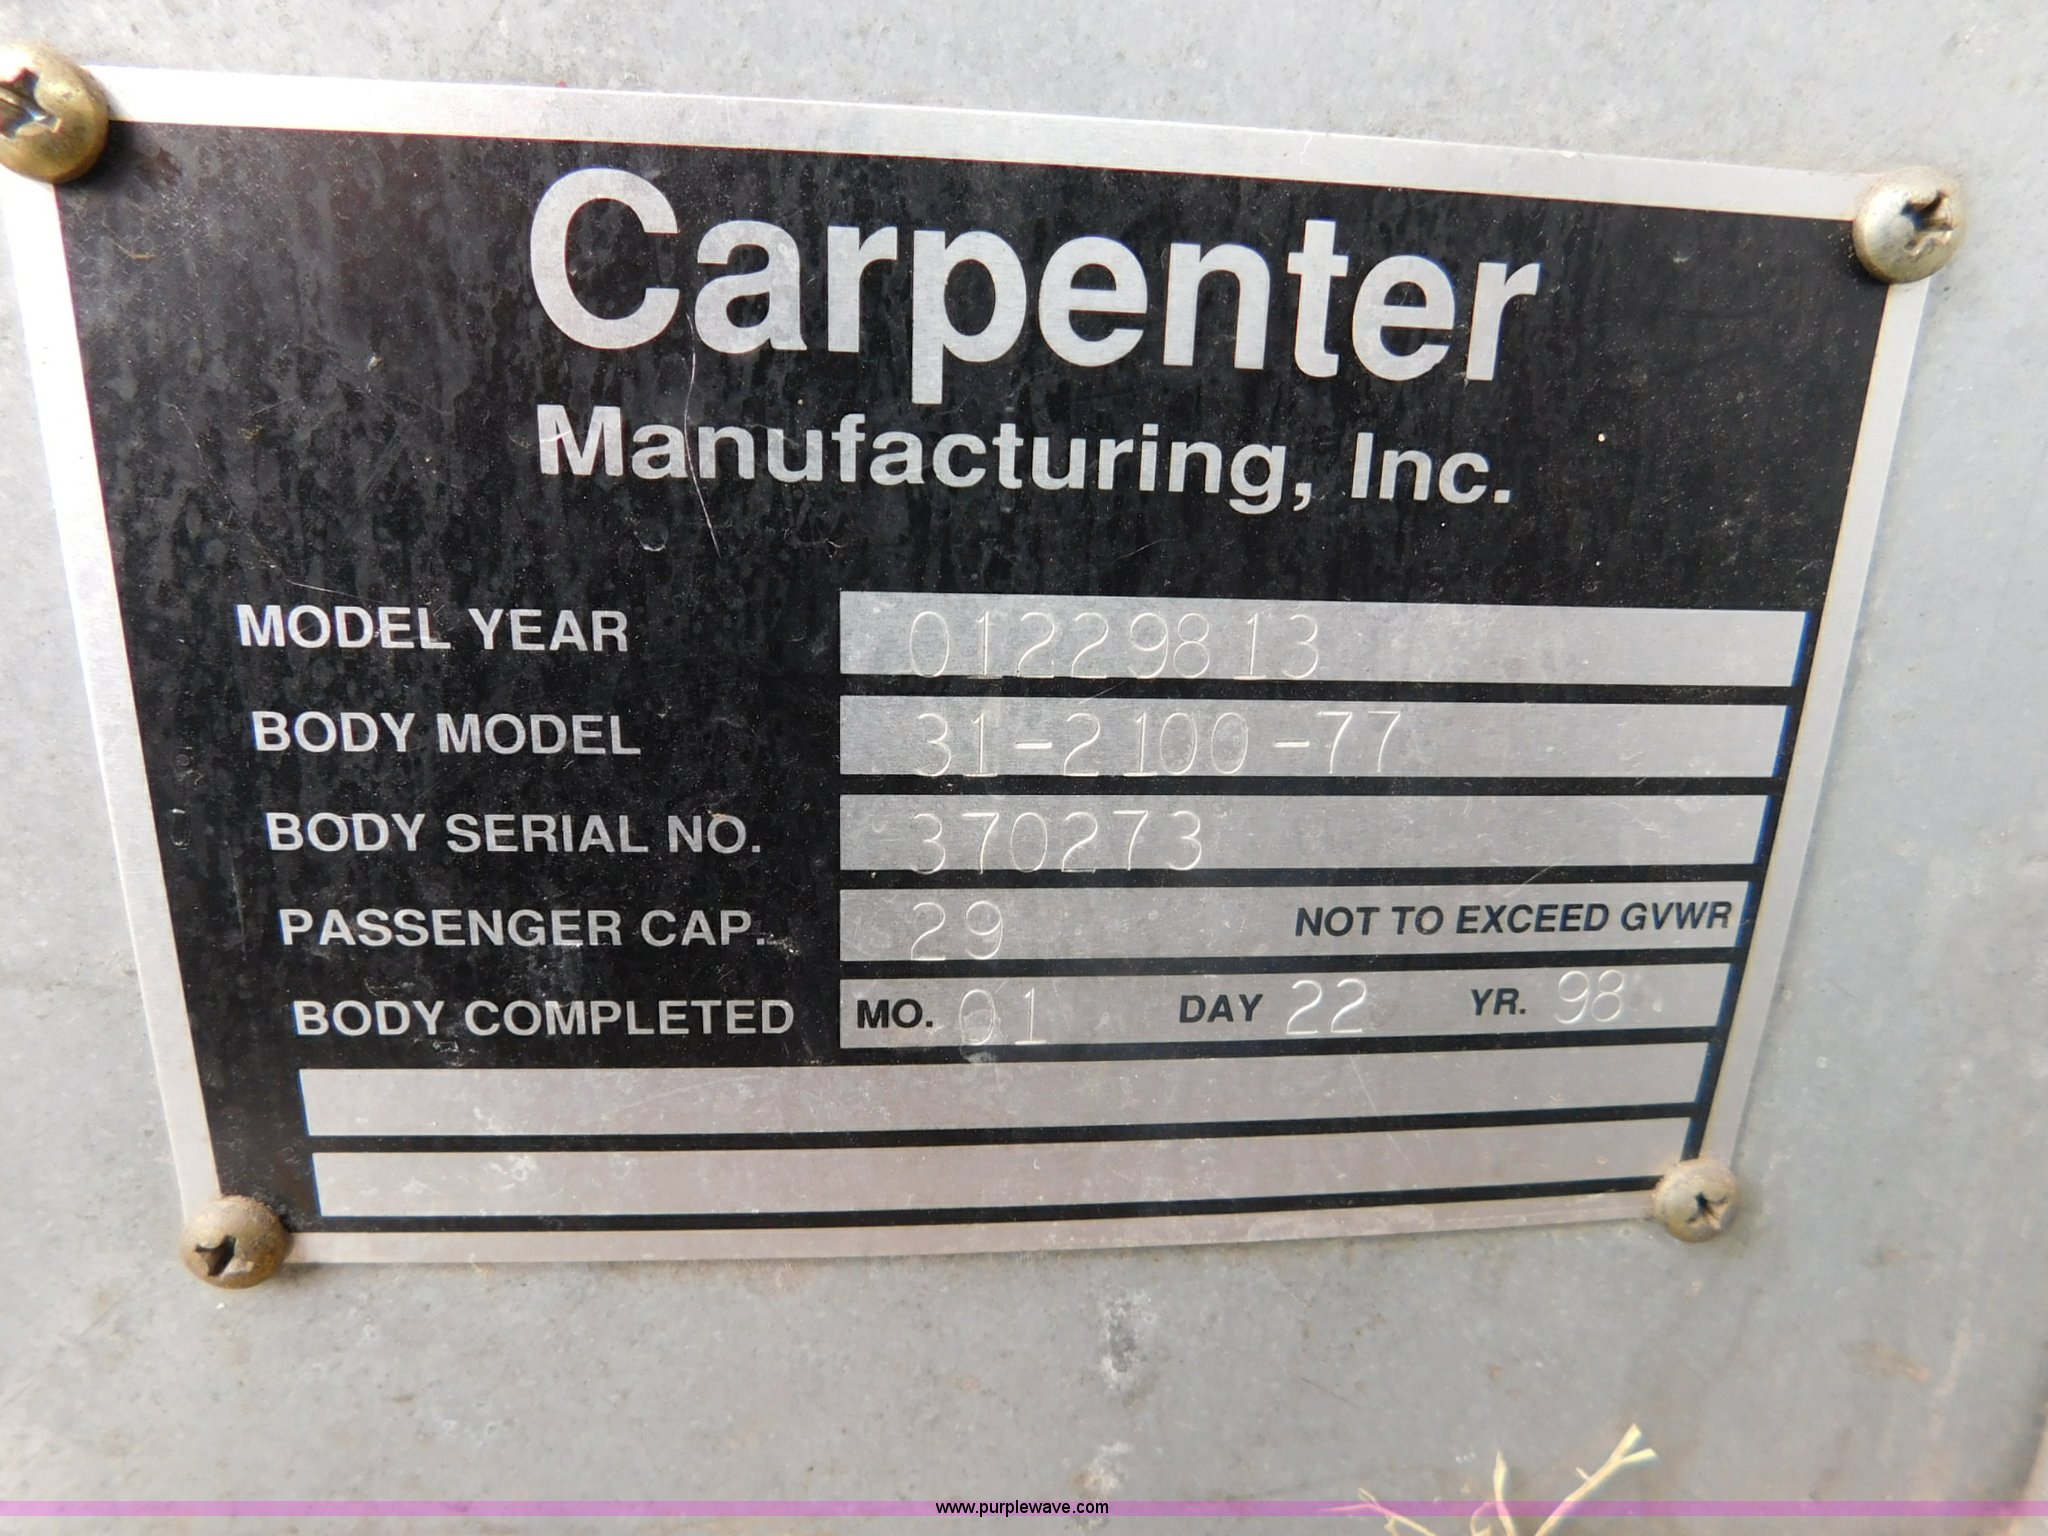 Carpenter
Manufacturing, Inc.
MODEL YEAR 01229813
BODY MODEL 31-2100-77
BODY SERIAL NO. 370273
PASSENGER CAP. 29 NOT TO EXCEED GVWR
BODY COMPLETED MO. 01 DAY 22 YR. 98
www.purplewave.com